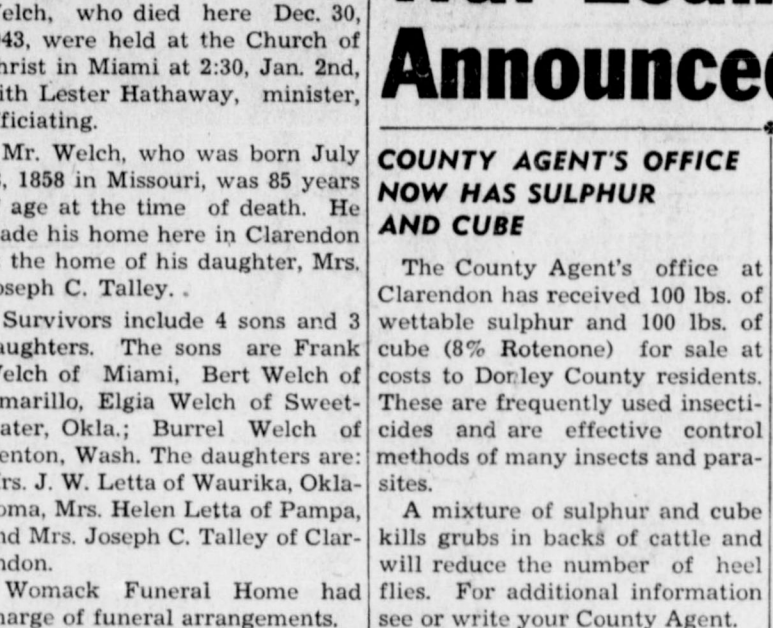 elch, who died here Dec. 30,
43, were held at the Church of
hrist in Miami at 2:30, Jan. 2nd,
ith Lester Hathaway, minister,
ficiating.
Mr. Welch, who was born July
, 1858 in Missouri, was 85 years
age at the time of death. He
ade his home here in Clarendon
the home of his daughter, Mrs.
oseph C. Talley. .
Survivors include 4 sons and 3
aughters. The sons are Frank
elch of Miami, Bert Welch of
marillo, Elgia Welch of Sweet-
ater, Okla.; Burrel Welch of
enton, Wash. The daughters are:
rs. J. W. Letta of Waurika, Okla-
oma, Mrs. Helen Letta of Pampa,
nd Mrs. Joseph C. Talley of Clar-
ndon.
Womack Funeral Home had
harge of funeral arrangements.
Announce
COUNTY AGENT'S OFFICE
NOW HAS SULPHUR
AND CUBE
The County Agent's office at
Clarendon has received 100 lbs. of
wettable sulphur and 100 lbs. of
cube (8% Rotenone) for sale at
costs to Donley County residents.
These are frequently used insecti-
cides and are effective control
methods of many insects and para-
sites.
A mixture of sulphur and cube
kills grubs in backs of cattle and
will reduce the number of heel
flies. For additional information
see or write your County Agent.